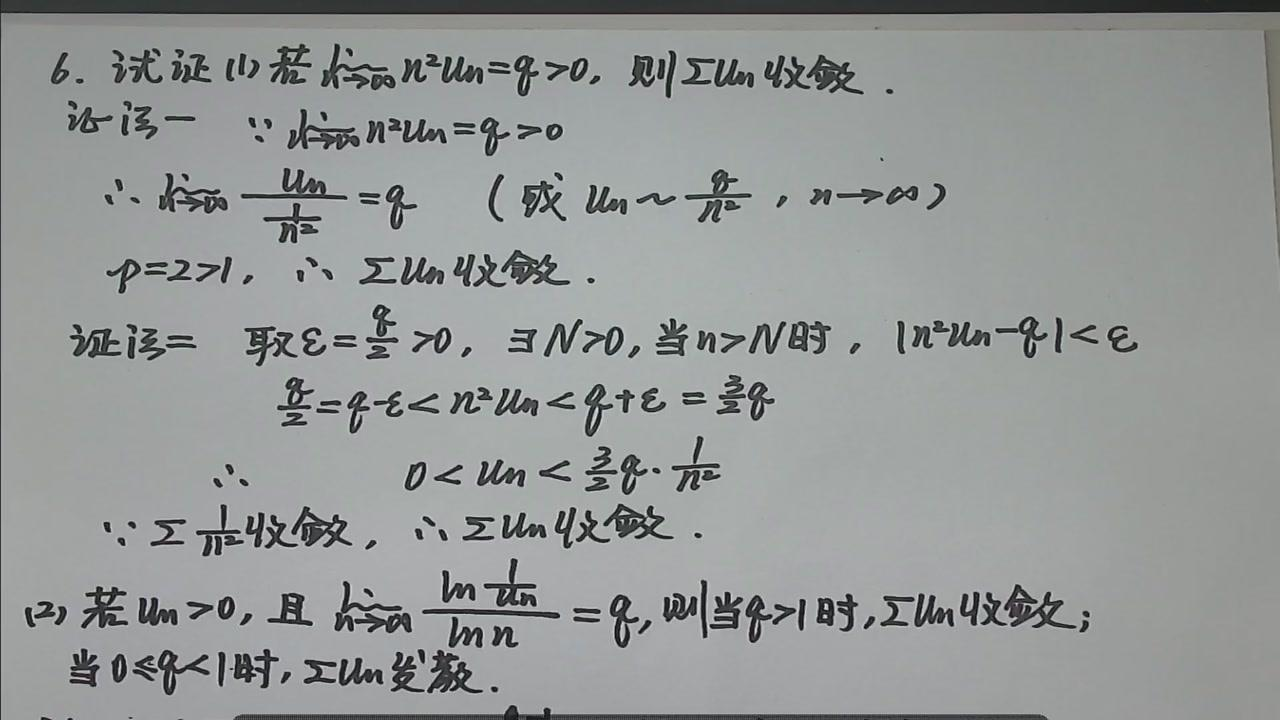 6. 试证 (1) 若 lim n→∞ n²Un = q > 0, 则 ΣUn 收敛.
证法一 ∵ lim n→∞ n²Un = q > 0
∴ lim n→∞ Un / (1/n²) = q (或 Un ~ q/n², n→∞)
p = 2 > 1, ∴ ΣUn 收敛.
证法二 取 ε = q/2 > 0, ∃N > 0, 当 n > N 时, |n²Un - q| < ε
q/2 = q - ε < n²Un < q + ε = 3/2 q
∴ 0 < Un < 3/2 q · 1/n²
∵ Σ 1/n² 收敛, ∴ ΣUn 收敛.
(2) 若 Un > 0, 且 lim n→∞ ln(1/Un) / ln n = q, 则当 q > 1 时, ΣUn 收敛;
当 0 ≤ q < 1 时, ΣUn 发散.